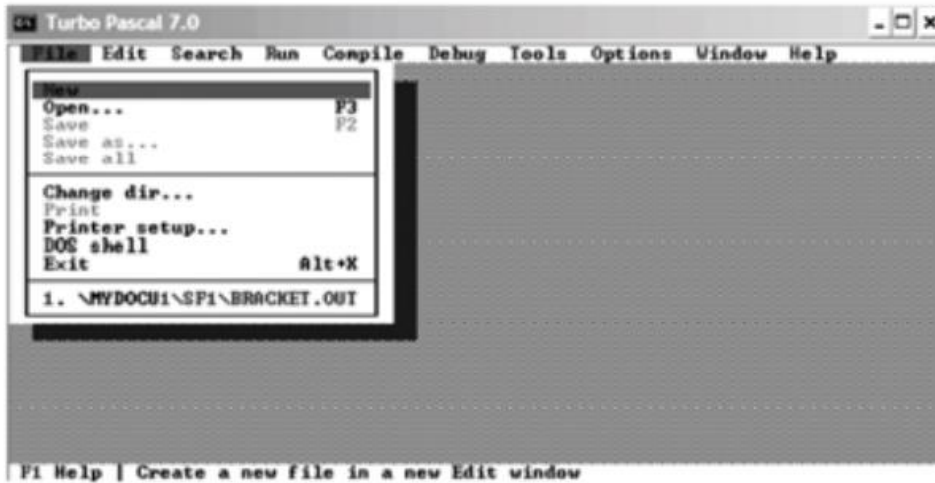 Turbo Pascal 7.0
File Edit Search Run Compile Debug Tools Options Window Help
New
Open... F3
Save F2
Save as...
Save all
Change dir...
Print
Printer setup...
DOS shell
Exit Alt+X
1. \MYDOCU1\SF1\BRACKET.OUT
F1 Help | Create a new file in a new Edit window